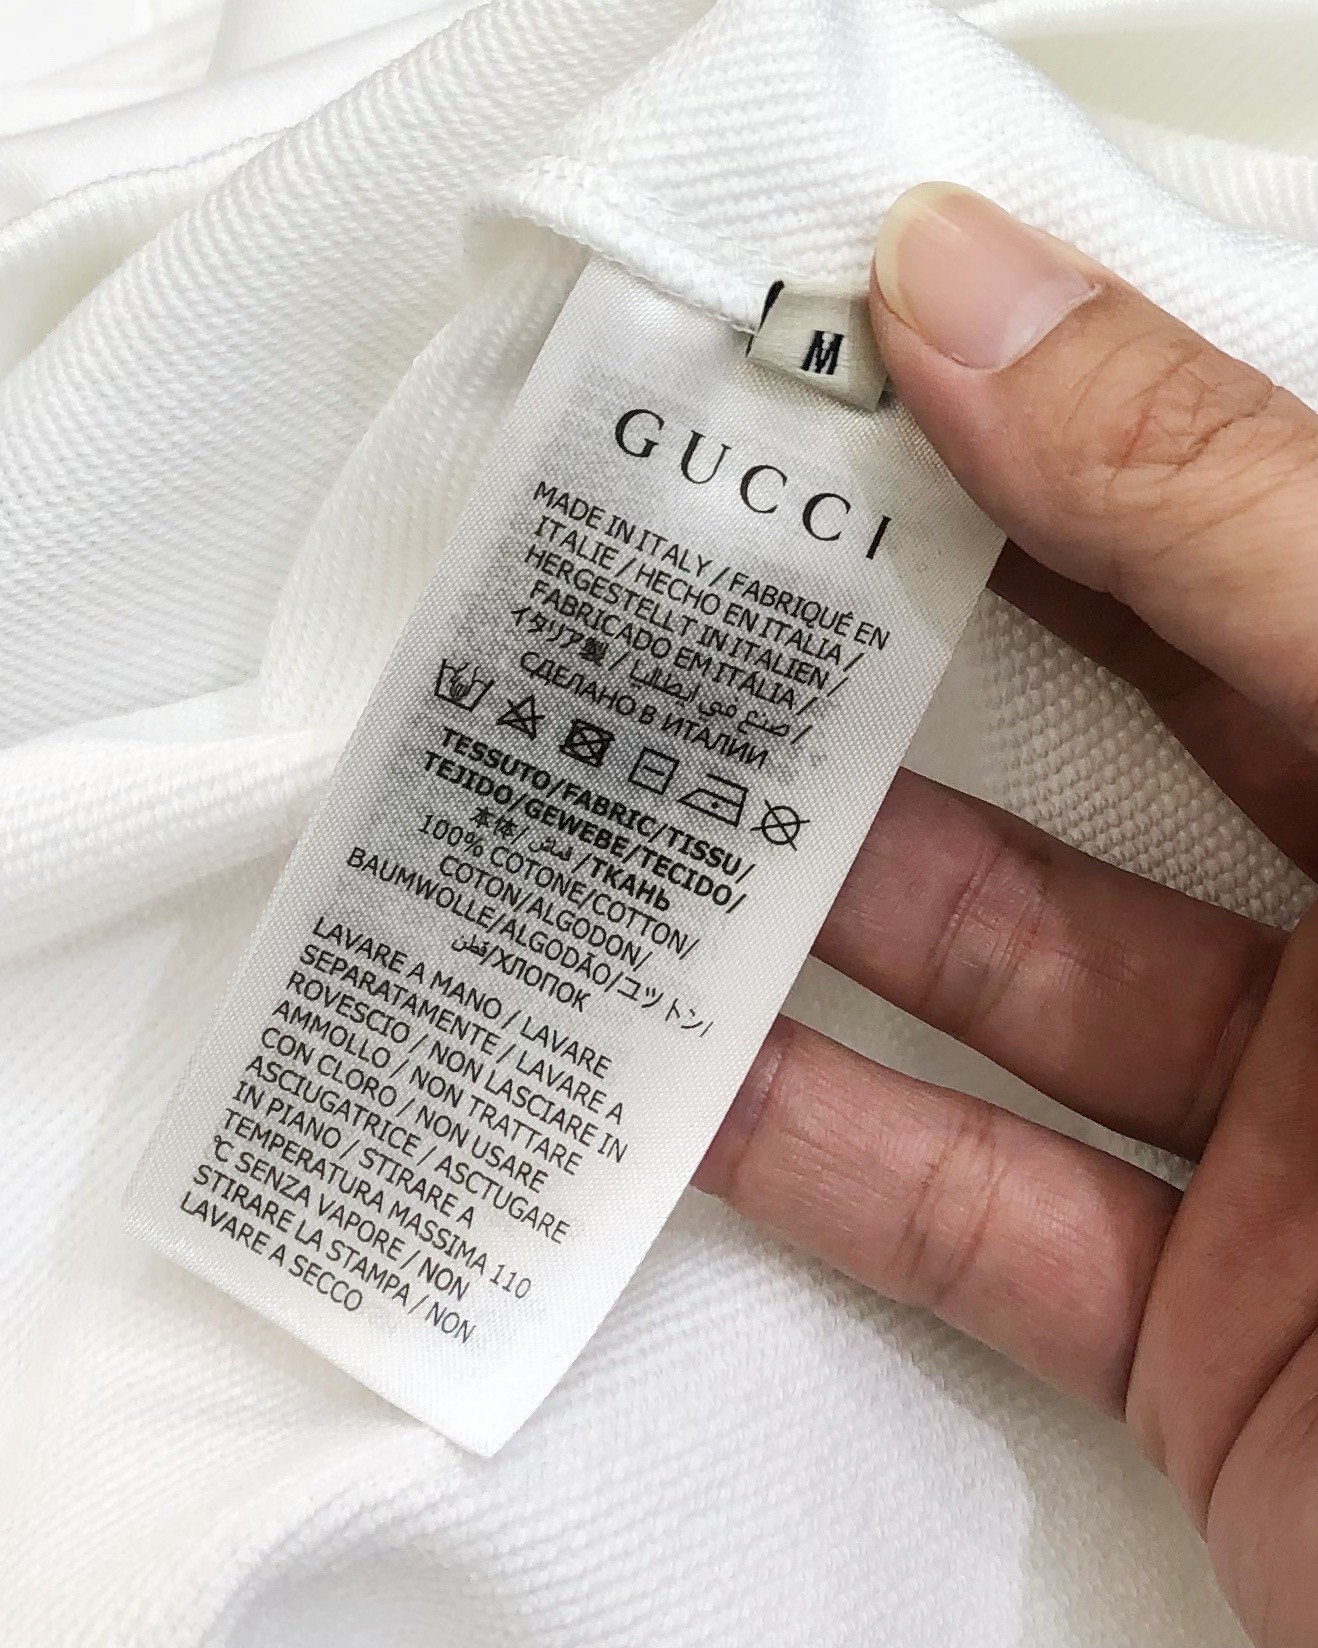 M
GUCCI
MADE IN ITALY / FABRIQUÉ EN
ITALIE / HECHO EN ITALIA /
HERGESTELLT IN ITALIEN /
FABRICADO EM ITÁLIA /
イタリア製 / صنع في إيطاليا /
СДЕЛАНО В ИТАЛИИ
TESSUTO/FABRIC/TISSU/
TEJIDO/GEWEBE/TECIDO/
本体/قماش/ТКАНЬ
100% COTONE/COTTON/
COTON/ALGODON/
BAUMWOLLE/ALGODÃO/コットン/
قطن/ХЛОПОК
LAVARE A MANO / LAVARE
SEPARATAMENTE / LAVARE A
ROVESCIO / NON LASCIARE IN
AMMOLLO / NON TRATTARE
CON CLORO / NON USARE
ASCIUGATRICE / ASCTUGARE
IN PIANO / STIRARE A
TEMPERATURA MASSIMA 110
℃ SENZA VAPORE / NON
STIRARE LA STAMPA / NON
LAVARE A SECCO